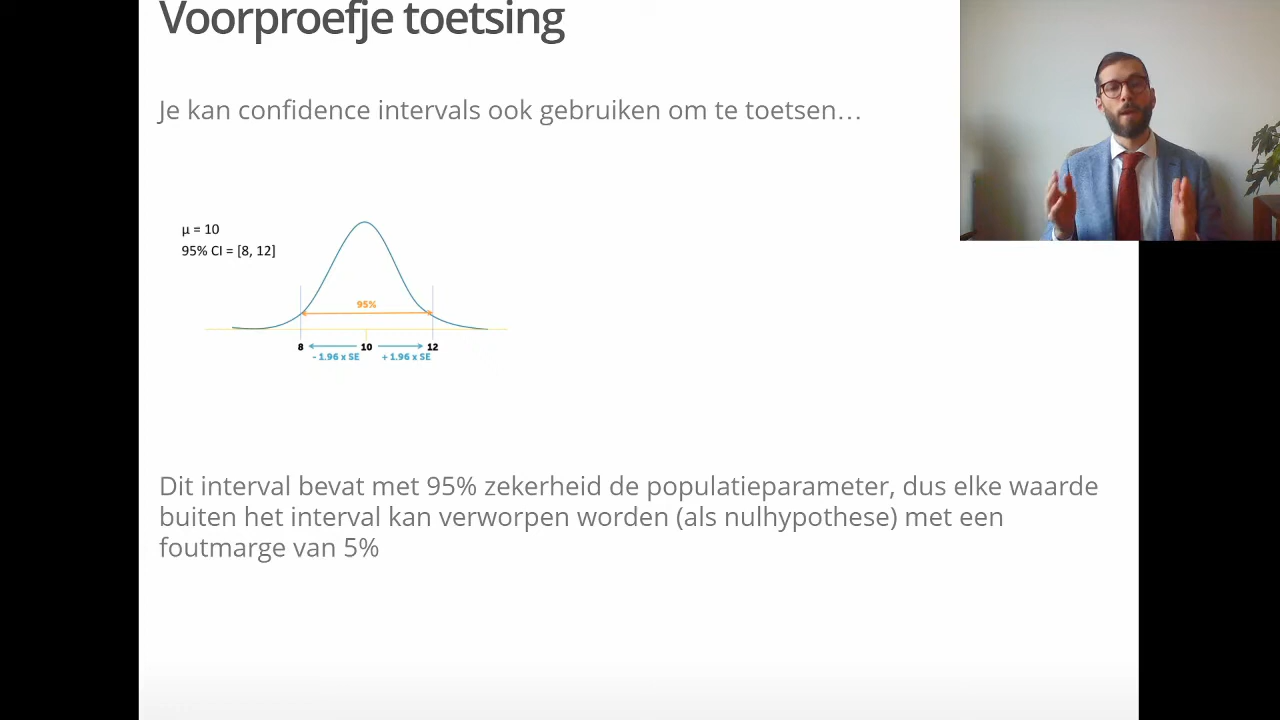 Voorproefje toetsing
Je kan confidence intervals ook gebruiken om te toetsen…
μ = 10
95% CI = [8, 12]
95%
8 10 12
- 1.96 x SE + 1.96 x SE
Dit interval bevat met 95% zekerheid de populatieparameter, dus elke waarde
buiten het interval kan verworpen worden (als nulhypothese) met een
foutmarge van 5%